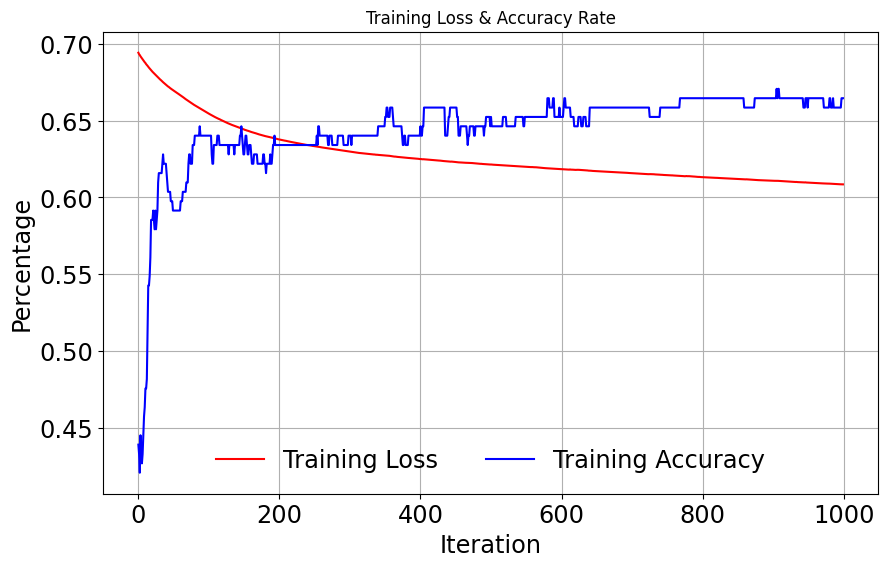 Training Loss & Accuracy Rate
0.70
0.65
0.60
0.55
0.50
0.45
Percentage
Training Loss Training Accuracy
0 200 400 600 800 1000
Iteration